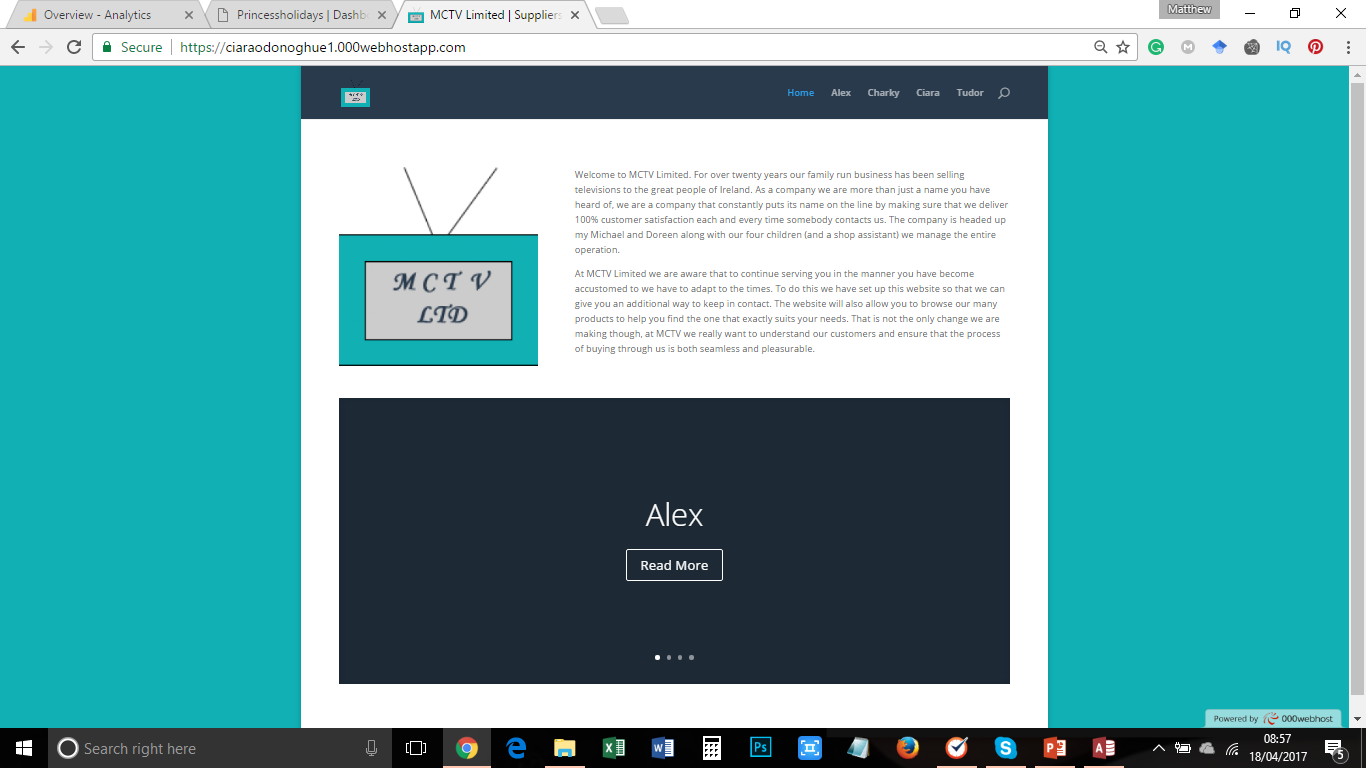 Overview - Analytics
Princessholidays | Dashb
MCTV Limited | Suppliers
Matthew
Secure
https://ciaraodonoghue1.000webhostapp.com
Home Alex Charky Ciara Tudor
M C T V
LTD
Welcome to MCTV Limited. For over twenty years our family run business has been selling
televisions to the great people of Ireland. As a company we are more than just a name you have
heard of, we are a company that constantly puts its name on the line by making sure that we deliver
100% customer satisfaction each and every time somebody contacts us. The company is headed up
my Michael and Doreen along with our four children (and a shop assistant) we manage the entire
operation.
At MCTV Limited we are aware that to continue serving you in the manner you have become
accustomed to we have to adapt to the times. To do this we have set up this website so that we can
give you an additional way to keep in contact. The website will also allow you to browse our many
products to help you find the one that exactly suits your needs. That is not the only change we are
making though, at MCTV we really want to understand our customers and ensure that the process
of buying through us is both seamless and pleasurable.
Alex
Read More
Powered by 000webhost
Search right here
08:57
18/04/2017
5